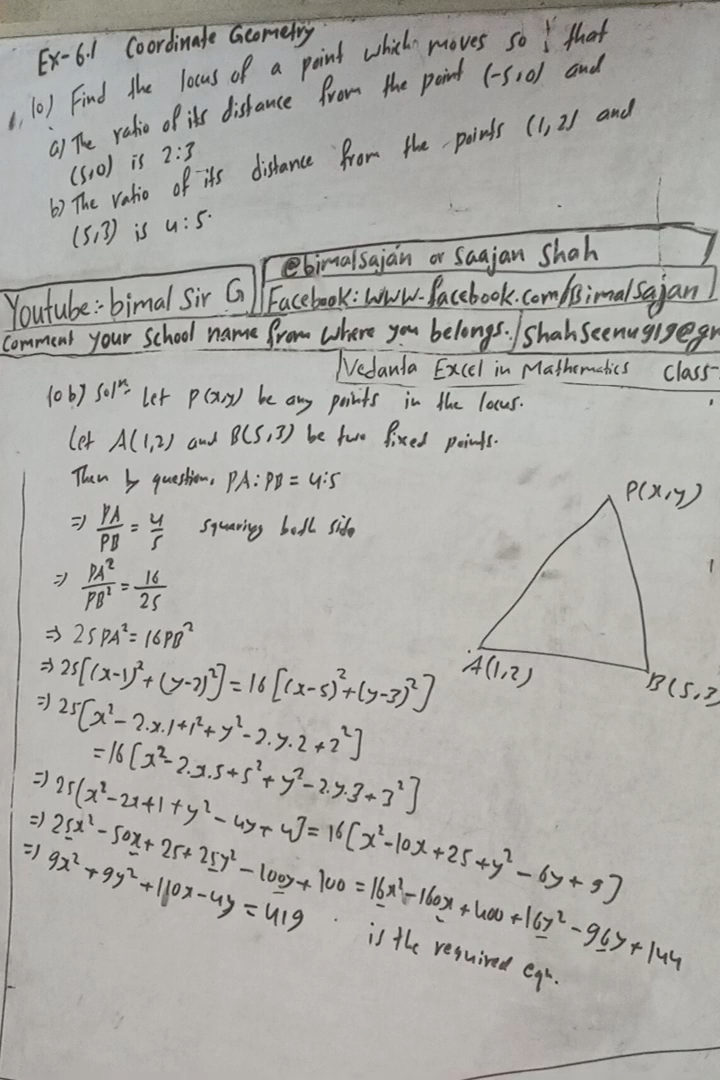 Ex-6.1 Coordinate Geometry
1. 10) Find the locus of a point which moves so that
a) The ratio of its distance from the point (-5,0) and
(5,0) is 2:3
b) The ratio of its distance from the points (1,2) and
(5,3) is 4:5.
@bimalsajan or Saajan Shah
Youtube:- bimal Sir G
Facebook: www.facebook.com/Bimalsajan
Comment your School name from where you belongs. / Shahseenu919@gm
Vedanta Excel in Mathematics Class-
10 b) Solⁿ: Let P(x,y) be any points in the locus.
Let A(1,2) and B(5,3) be two fixed points.
Then by question, PA:PB = 4:5
⇒ PA/PB = 4/5 squaring both side
⇒ PA²/PB² = 16/25
⇒ 25PA² = 16PB²
⇒ 25[(x-1)²+(y-2)²] = 16[(x-5)²+(y-3)²]
⇒ 25[x²-2.x.1+1²+y²-2.y.2+2²]
= 16[x²-2.x.5+5²+y²-2.y.3+3²]
⇒ 25[x²-2x+1+y²-4y+4] = 16[x²-10x+25+y²-6y+9]
⇒ 25x²-50x+25+25y²-100y+100 = 16x²-160x+400+16y²-96y+144
⇒ 9x²+9y²+110x-4y = 419 .
is the required eqⁿ.
P(x,y)
A(1,2)
B(5,3